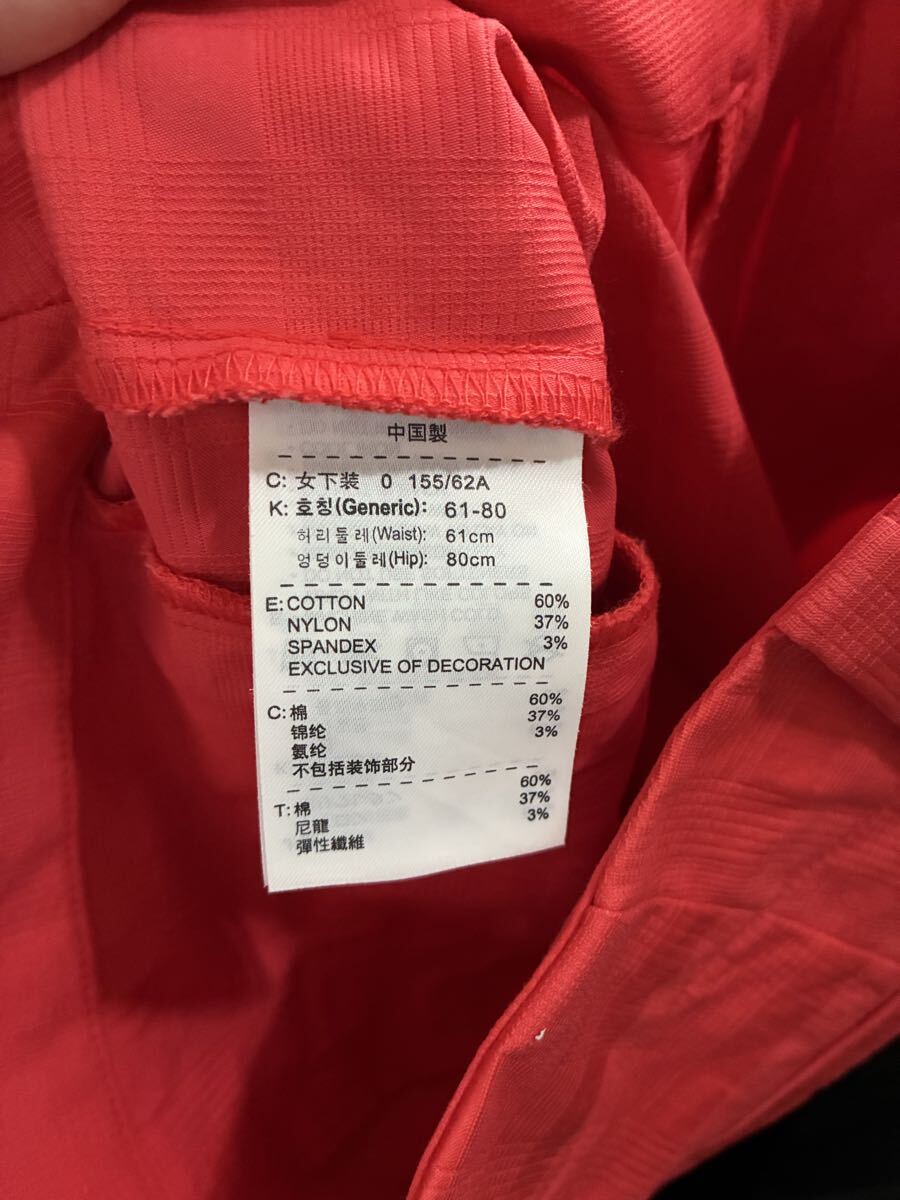 中国製
C: 女下装 0 155/62A
K: 호칭(Generic): 61-80
허리둘레(Waist): 61cm
엉덩이둘레(Hip): 80cm
E: COTTON 60%
NYLON 37%
SPANDEX 3%
EXCLUSIVE OF DECORATION
C: 棉 60%
锦纶 37%
氨纶 3%
不包括装饰部分
T: 棉 60%
尼龍 37%
彈性纖維 3%